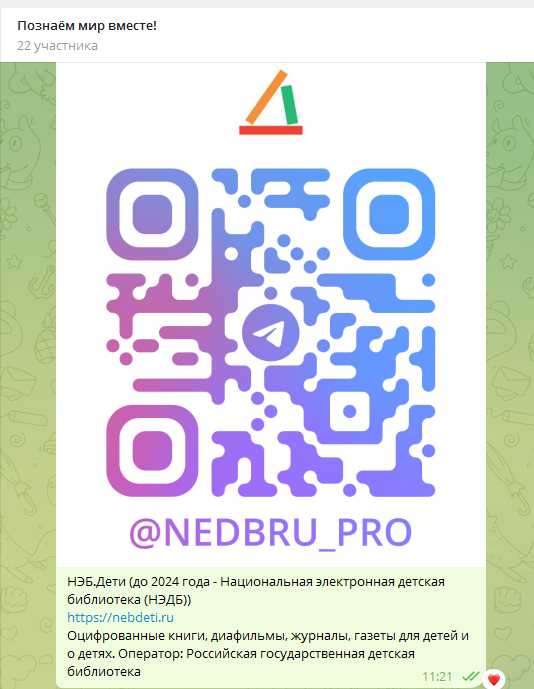 Познаём мир вместе!
22 участника
@NEDBRU_PRO
НЭБ.Дети (до 2024 года - Национальная электронная детская
библиотека (НЭДБ))
https://nebdeti.ru
Оцифрованные книги, диафильмы, журналы, газеты для детей и
о детях. Оператор: Российская государственная детская
библиотека
11:21